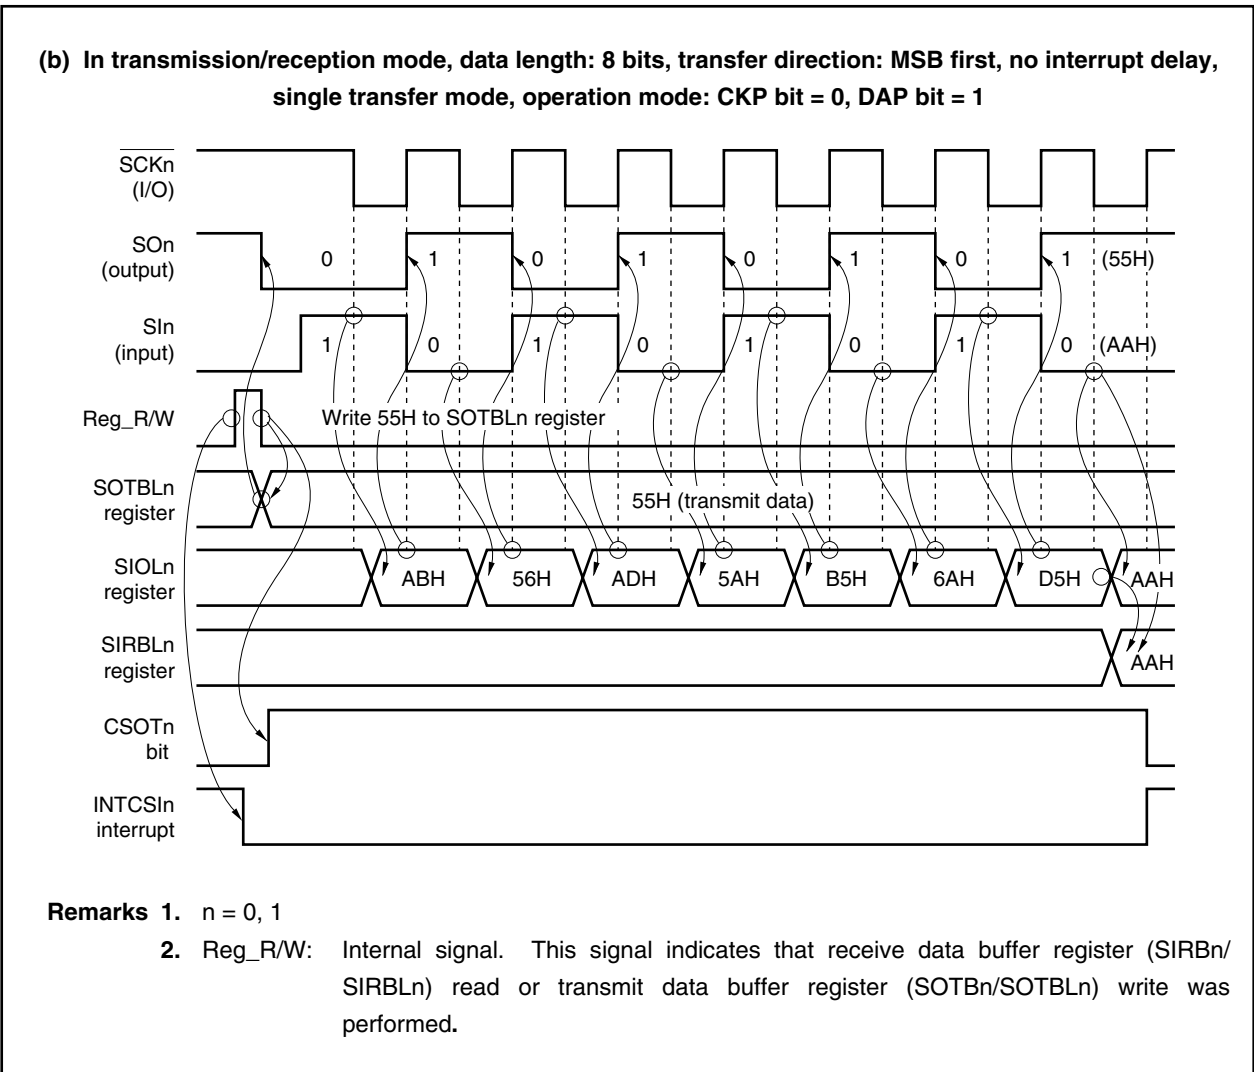 (b) In transmission/reception mode, data length: 8 bits, transfer direction: MSB first, no interrupt delay,
single transfer mode, operation mode: CKP bit = 0, DAP bit = 1
SCKn
(I/O)
SOn
(output)
0 1 0 1 0 1 0 1 (55H)
SIn
(input)
1 0 1 0 1 0 1 0 (AAH)
Reg_R/W
Write 55H to SOTBLn register
SOTBLn
register
55H (transmit data)
SIOLn
register
ABH 56H ADH 5AH B5H 6AH D5H AAH
SIRBLn
register
AAH
CSOTn
bit
INTCSIn
interrupt
Remarks 1. n = 0, 1
2. Reg_R/W: Internal signal. This signal indicates that receive data buffer register (SIRBn/
SIRBLn) read or transmit data buffer register (SOTBn/SOTBLn) write was
performed.